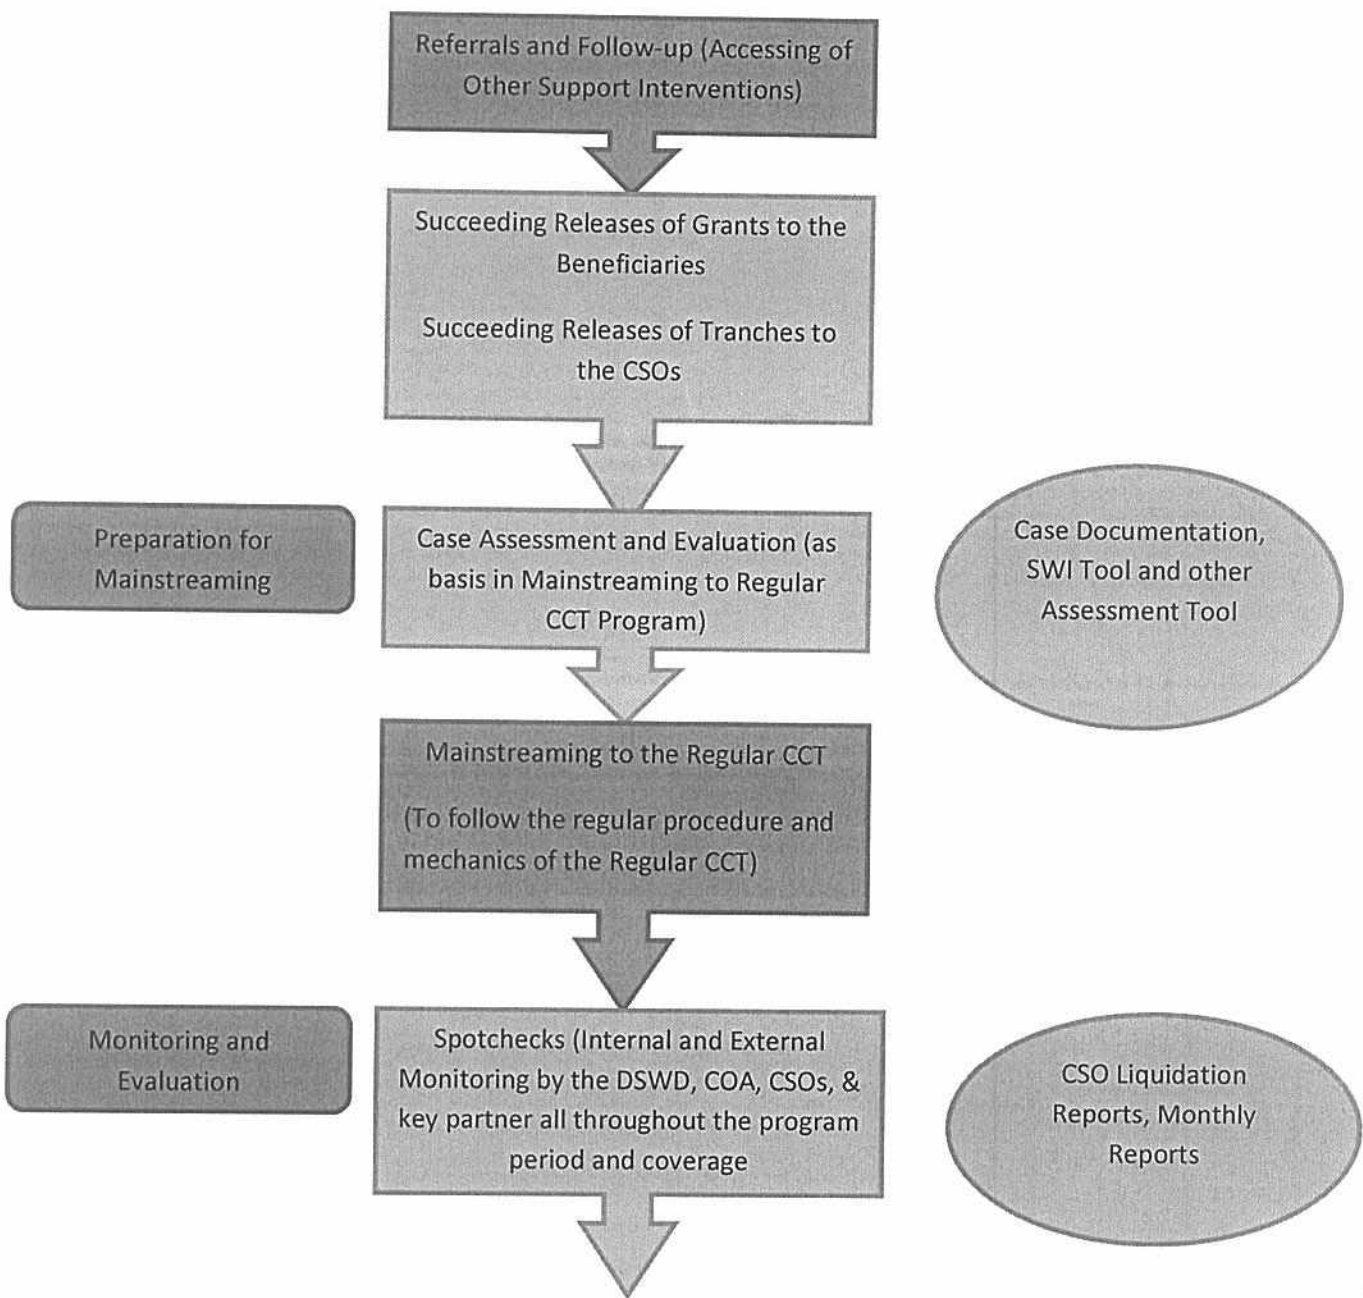 Referrals and Follow-up (Accessing of
Other Support Interventions)
Succeeding Releases of Grants to the
Beneficiaries
Succeeding Releases of Tranches to
the CSOs
Preparation for
Mainstreaming
Case Assessment and Evaluation (as
basis in Mainstreaming to Regular
CCT Program)
Case Documentation,
SWI Tool and other
Assessment Tool
Mainstreaming to the Regular CCT
(To follow the regular procedure and
mechanics of the Regular CCT)
Monitoring and
Evaluation
Spotchecks (Internal and External
Monitoring by the DSWD, COA, CSOs, &
key partner all throughout the program
period and coverage
CSO Liquidation
Reports, Monthly
Reports